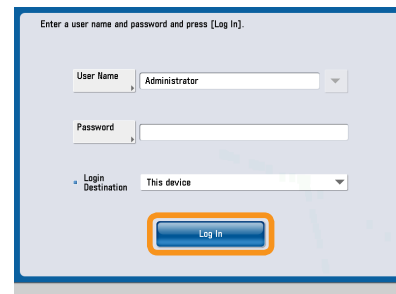 Enter a user name and password and press [Log In].
User Name
Administrator
Password
Login
Destination
This device
Log In